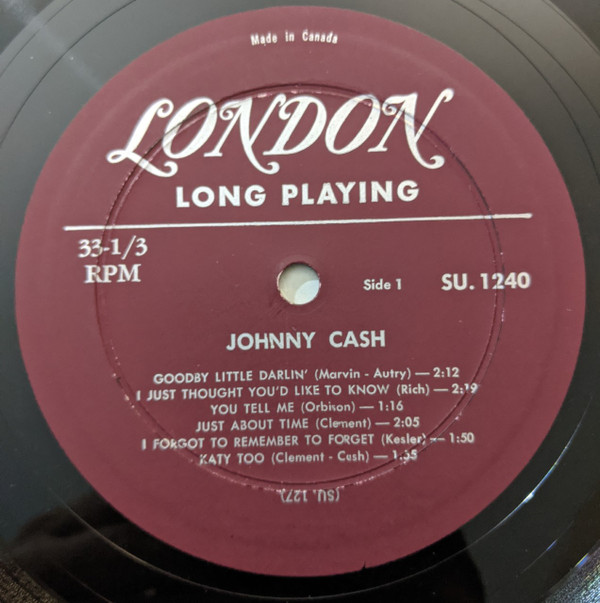 Made in Canada
LONDON
LONG PLAYING
33-1/3
RPM
Side 1
SU. 1240
JOHNNY CASH
GOODBY LITTLE DARLIN' (Marvin - Autry) — 2:12
I JUST THOUGHT YOU'D LIKE TO KNOW (Rich) — 2:19
YOU TELL ME (Orbison) — 1:16
JUST ABOUT TIME (Clement) — 2:05
I FORGOT TO REMEMBER TO FORGET (Kesler) — 1:50
KATY TOO (Clement - Cash) — 1:55
(SU. 127)